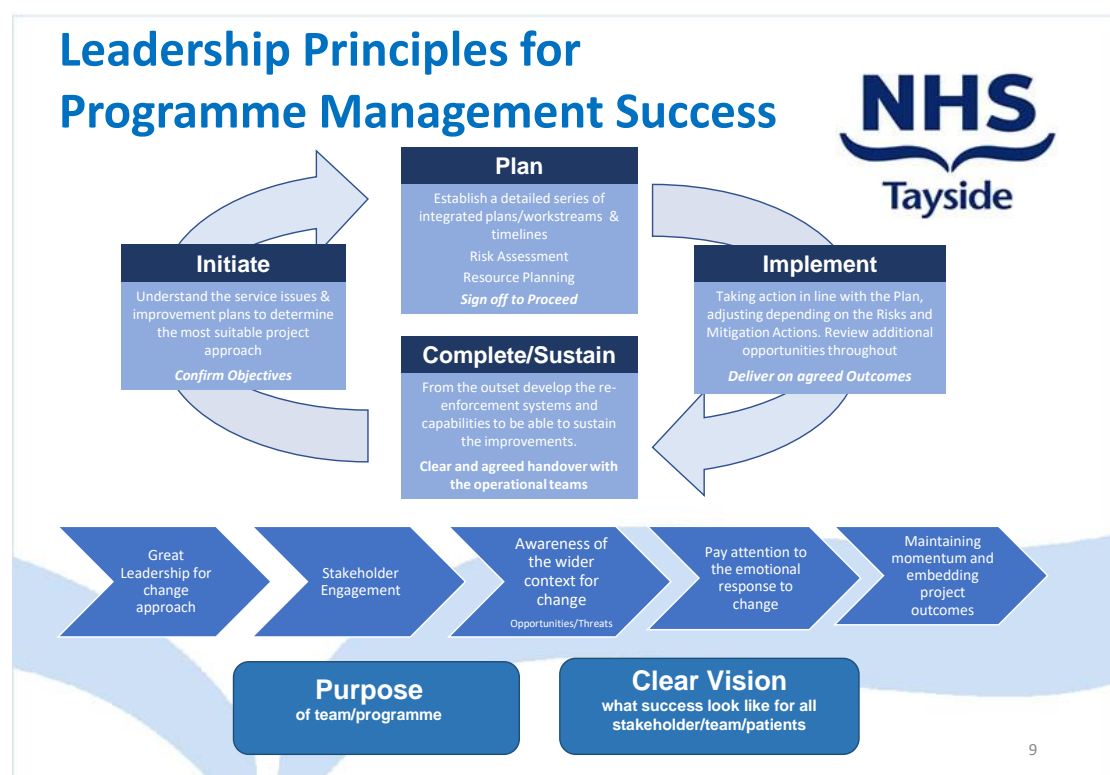 Leadership Principles for
Programme Management Success
NHS
Tayside
Plan
Establish a detailed series of
integrated plans/workstreams &
timelines
Risk Assessment
Resource Planning
Sign off to Proceed
Initiate
Understand the service issues &
improvement plans to determine
the most suitable project
approach
Confirm Objectives
Implement
Taking action in line with the Plan,
adjusting depending on the Risks and
Mitigation Actions. Review additional
opportunities throughout
Deliver on agreed Outcomes
Complete/Sustain
From the outset develop the re-
enforcement systems and
capabilities to be able to sustain
the improvements.
Clear and agreed handover with
the operational teams
Great
Leadership for
change
approach
Stakeholder
Engagement
Awareness of
the wider
context for
change
Opportunities/Threats
Pay attention to
the emotional
response to
change
Maintaining
momentum and
embedding
project
outcomes
Purpose
of team/programme
Clear Vision
what success look like for all
stakeholder/team/patients
9